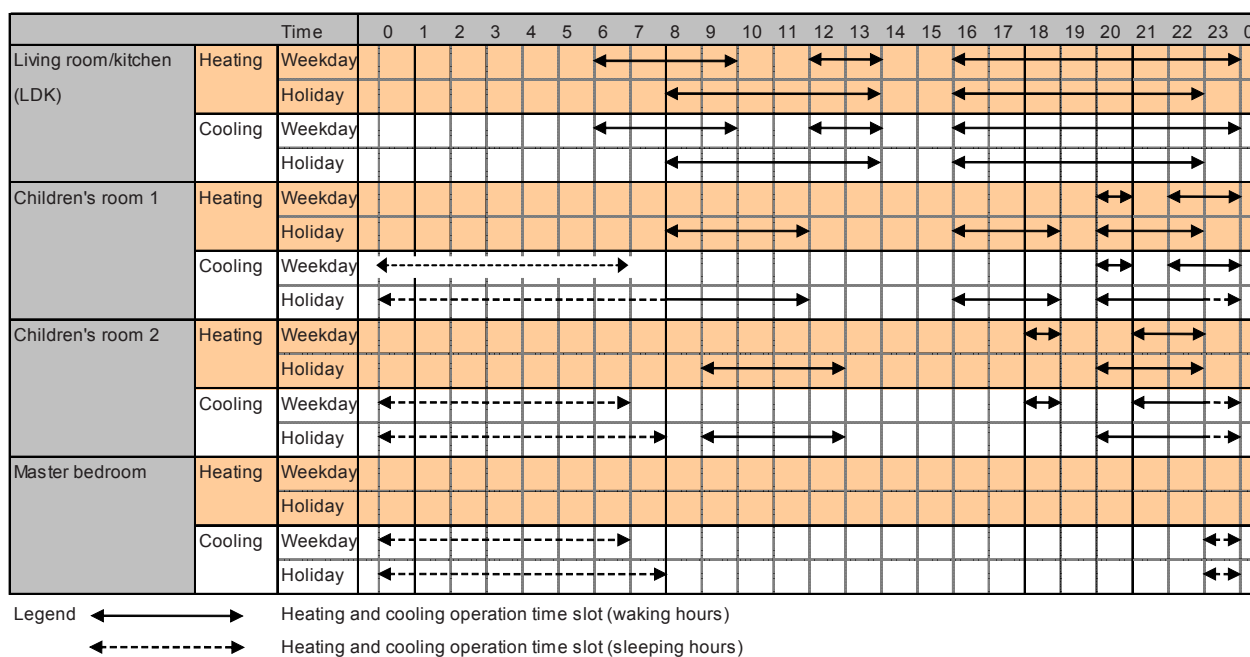 Time 0 1 2 3 4 5 6 7 8 9 10 11 12 13 14 15 16 17 18 19 20 21 22 23 0
Living room/kitchen Heating Weekday
(LDK) Holiday
Cooling Weekday
Holiday
Children's room 1 Heating Weekday
Holiday
Cooling Weekday
Holiday
Children's room 2 Heating Weekday
Holiday
Cooling Weekday
Holiday
Master bedroom Heating Weekday
Holiday
Cooling Weekday
Holiday
Legend Heating and cooling operation time slot (waking hours)
Heating and cooling operation time slot (sleeping hours)